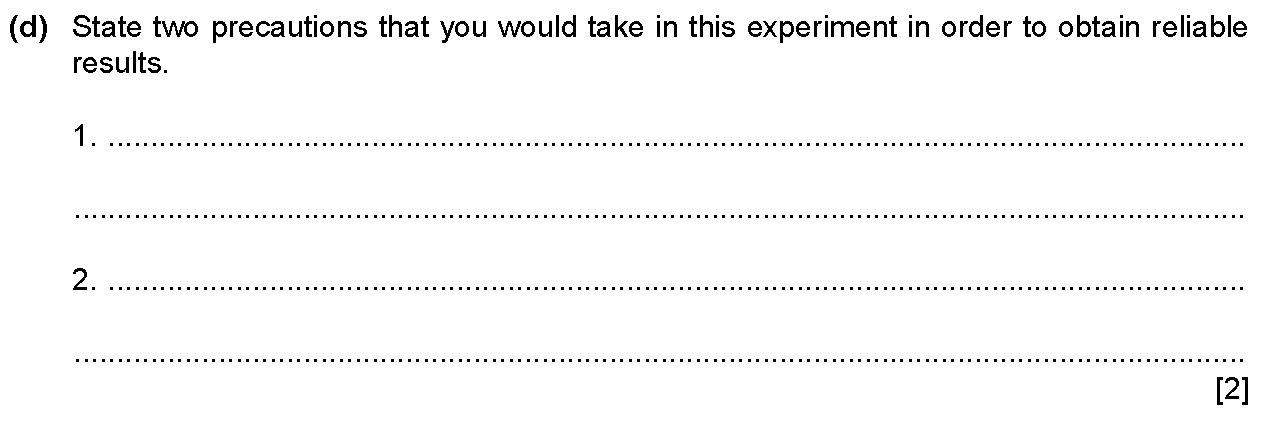 (d) State two precautions that you would take in this experiment in order to obtain reliable
results.
1. ........................................................................................................................................
............................................................................................................................................
2. ........................................................................................................................................
............................................................................................................................................
[2]